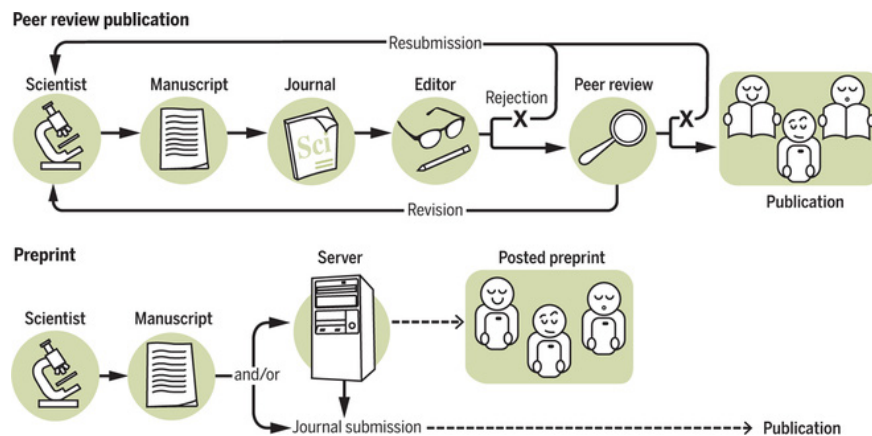 Peer review publication
Resubmission
Scientist
Manuscript
Journal
Editor
Rejection
Peer review
X
X
Sci
Publication
Revision
Preprint
Server
Posted preprint
Scientist
Manuscript
and/or
Journal submission
Publication